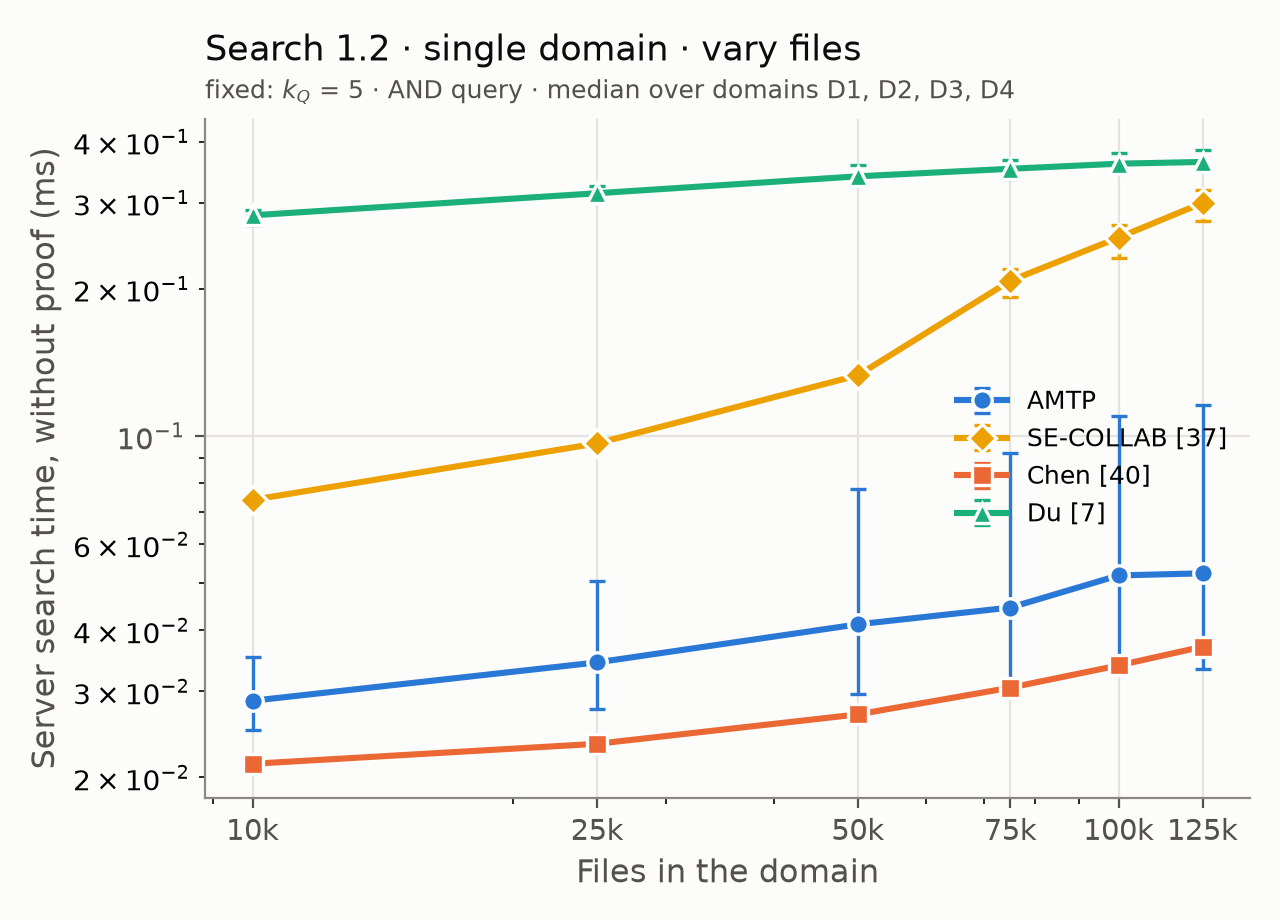 Search 1.2 · single domain · vary files
fixed: k_Q = 5 · AND query · median over domains D1, D2, D3, D4
Server search time, without proof (ms)
4 × 10⁻¹
3 × 10⁻¹
2 × 10⁻¹
10⁻¹
6 × 10⁻²
4 × 10⁻²
3 × 10⁻²
2 × 10⁻²
AMTP
SE-COLLAB [37]
Chen [40]
Du [7]
10k 25k 50k 75k 100k 125k
Files in the domain